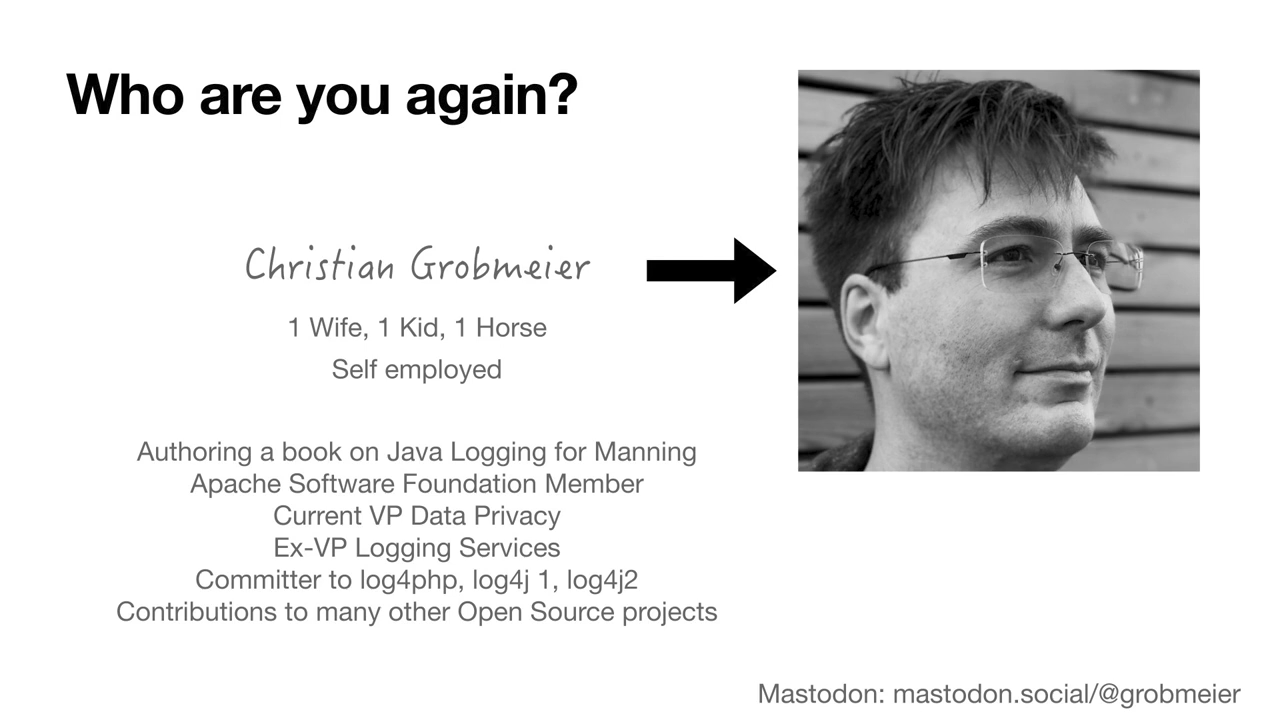 Who are you again?
Christian Grobmeier
1 Wife, 1 Kid, 1 Horse
Self employed
Authoring a book on Java Logging for Manning
Apache Software Foundation Member
Current VP Data Privacy
Ex-VP Logging Services
Committer to log4php, log4j 1, log4j2
Contributions to many other Open Source projects
Mastodon: mastodon.social/@grobmeier